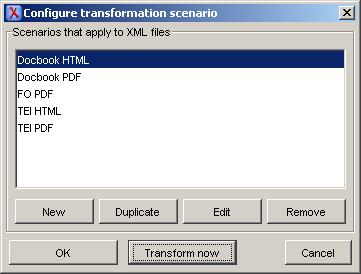 Configure transformation scenario
Scenarios that apply to XML files
Docbook HTML
Docbook PDF
FO PDF
TEI HTML
TEI PDF
New Duplicate Edit Remove
OK Transform now Cancel